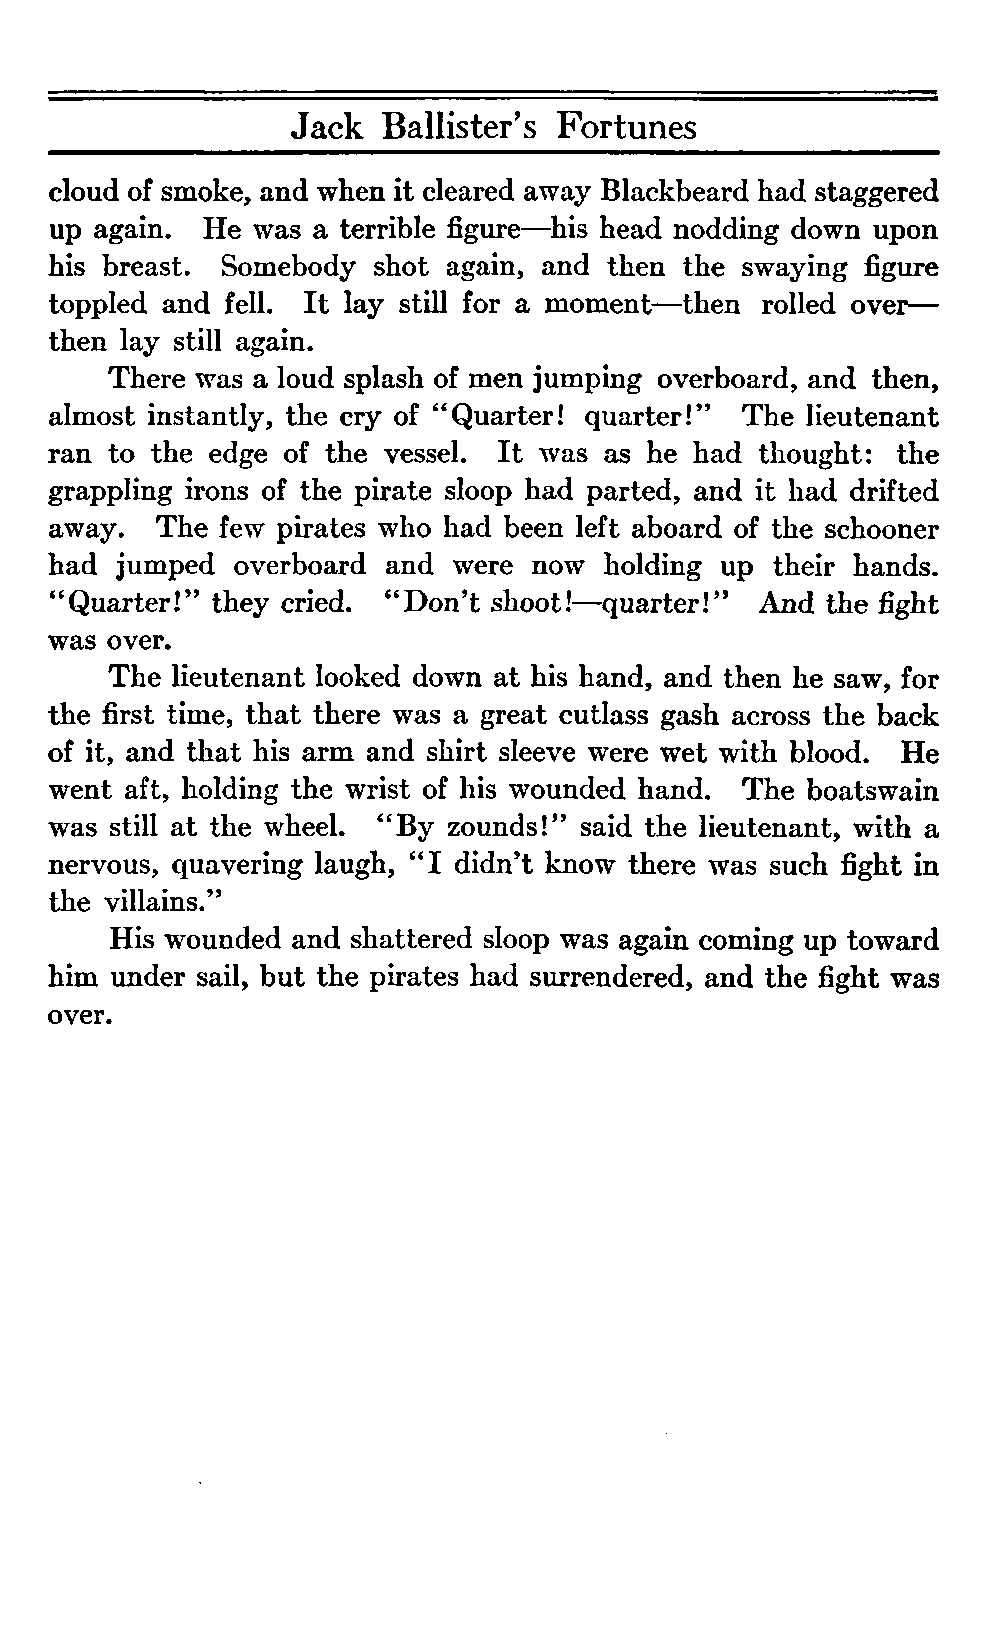 Jack Ballister's Fortunes
cloud of smoke, and when it cleared away Blackbeard had staggered
up again. He was a terrible figure—his head nodding down upon
his breast. Somebody shot again, and then the swaying figure
toppled and fell. It lay still for a moment—then rolled over—
then lay still again.
There was a loud splash of men jumping overboard, and then,
almost instantly, the cry of "Quarter! quarter!" The lieutenant
ran to the edge of the vessel. It was as he had thought: the
grappling irons of the pirate sloop had parted, and it had drifted
away. The few pirates who had been left aboard of the schooner
had jumped overboard and were now holding up their hands.
"Quarter!" they cried. "Don't shoot!—quarter!" And the fight
was over.
The lieutenant looked down at his hand, and then he saw, for
the first time, that there was a great cutlass gash across the back
of it, and that his arm and shirt sleeve were wet with blood. He
went aft, holding the wrist of his wounded hand. The boatswain
was still at the wheel. "By zounds!" said the lieutenant, with a
nervous, quavering laugh, "I didn't know there was such fight in
the villains."
His wounded and shattered sloop was again coming up toward
him under sail, but the pirates had surrendered, and the fight was
over.